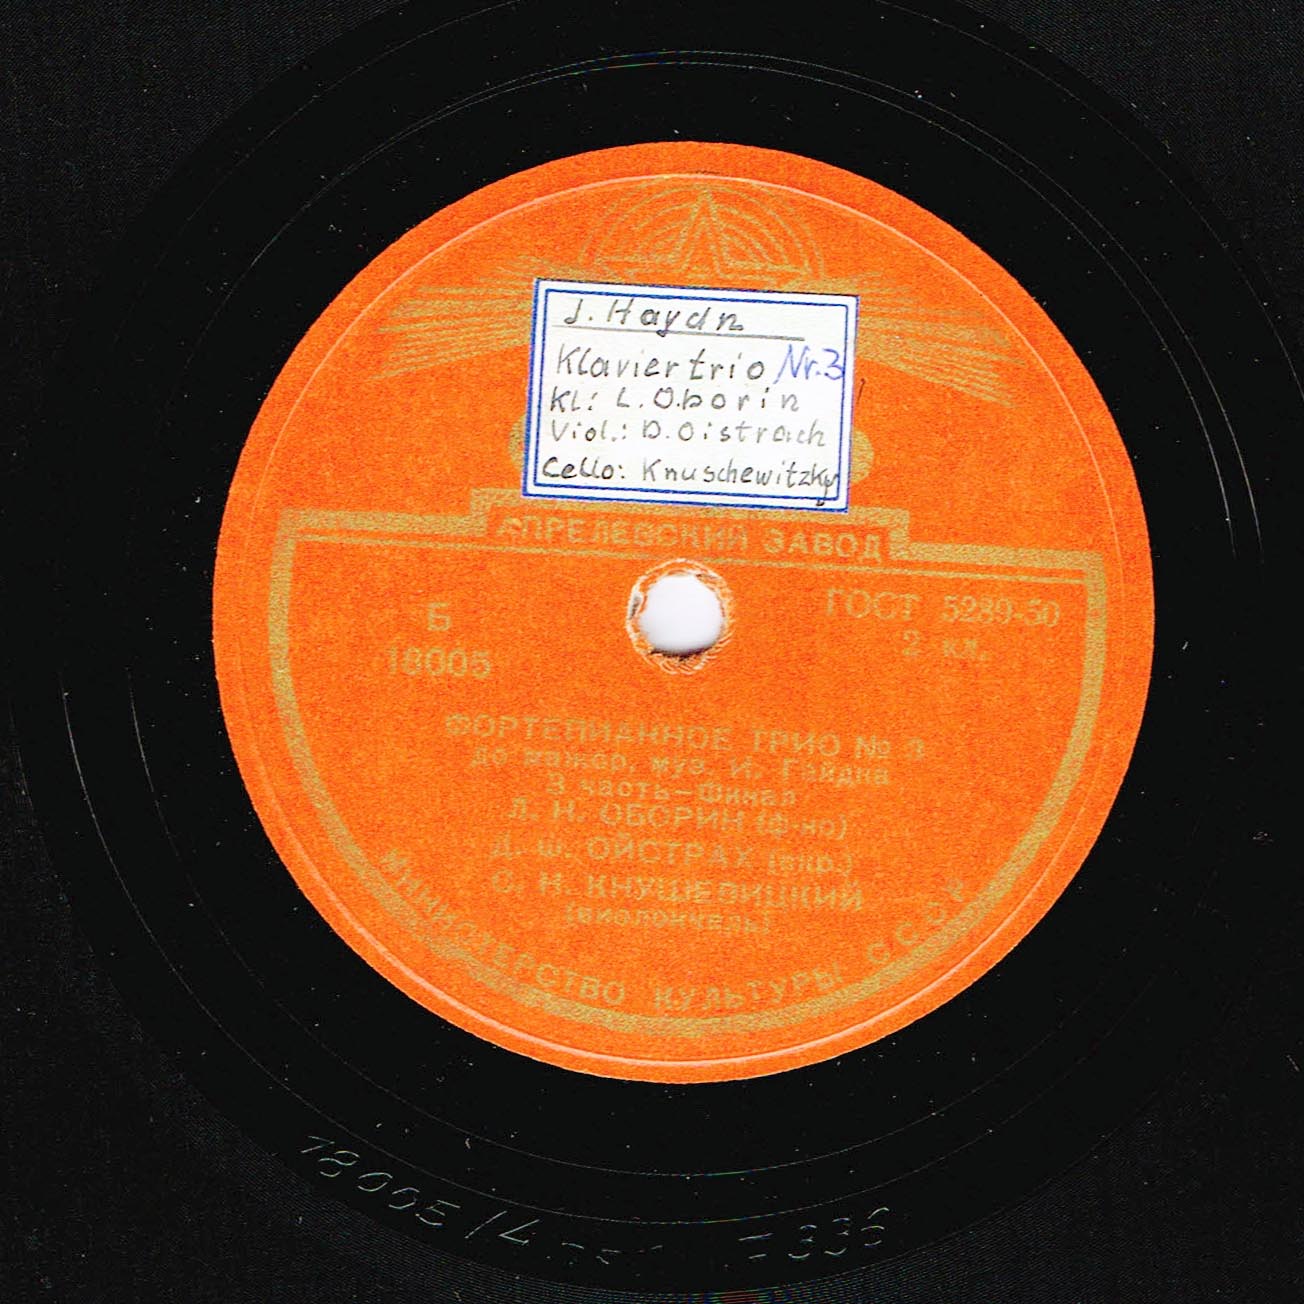 J. Haydn
Klaviertrio Nr.3
Kl: L. Oborin
Viol.: D. Oistrach
Cello: Knuschewitzky
АПРЕЛЕВСКИЙ ЗАВОД
Б
18005
ГОСТ 5289-50
2 кл.
ФОРТЕПИАННОЕ ТРИО № 3
до мажор, муз. И. Гайдна
3 часть—Финал
Л. Н. ОБОРИН (ф-но)
Д. Ф. ОЙСТРАХ (скр.)
С. Н. КНУШЕВИЦКИЙ
(виолончель)
МИНИСТЕРСТВО КУЛЬТУРЫ СССР
18005/4
336